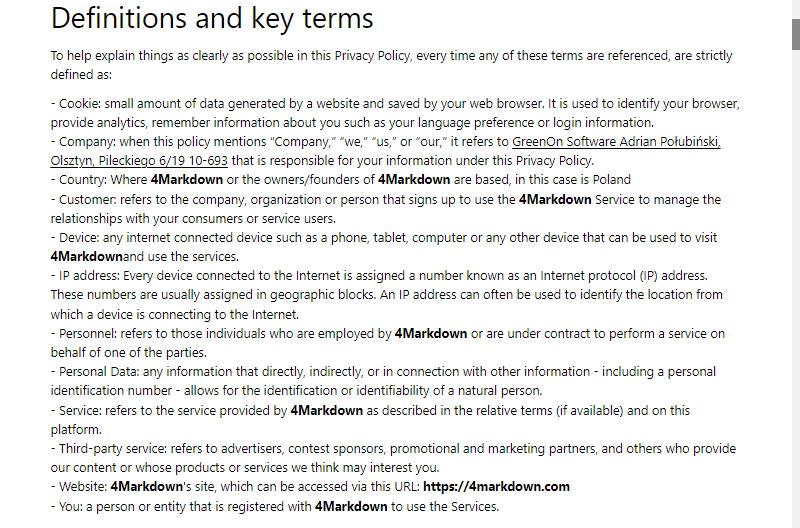 Definitions and key terms
To help explain things as clearly as possible in this Privacy Policy, every time any of these terms are referenced, are strictly
defined as:
- Cookie: small amount of data generated by a website and saved by your web browser. It is used to identify your browser,
provide analytics, remember information about you such as your language preference or login information.
- Company: when this policy mentions “Company,” “we,” “us,” or “our,” it refers to GreenOn Software Adrian Połubiński,
Olsztyn, Pileckiego 6/19 10-693 that is responsible for your information under this Privacy Policy.
- Country: Where 4Markdown or the owners/founders of 4Markdown are based, in this case is Poland
- Customer: refers to the company, organization or person that signs up to use the 4Markdown Service to manage the
relationships with your consumers or service users.
- Device: any internet connected device such as a phone, tablet, computer or any other device that can be used to visit
4Markdownand use the services.
- IP address: Every device connected to the Internet is assigned a number known as an Internet protocol (IP) address.
These numbers are usually assigned in geographic blocks. An IP address can often be used to identify the location from
which a device is connecting to the Internet.
- Personnel: refers to those individuals who are employed by 4Markdown or are under contract to perform a service on
behalf of one of the parties.
- Personal Data: any information that directly, indirectly, or in connection with other information - including a personal
identification number - allows for the identification or identifiability of a natural person.
- Service: refers to the service provided by 4Markdown as described in the relative terms (if available) and on this
platform.
- Third-party service: refers to advertisers, contest sponsors, promotional and marketing partners, and others who provide
our content or whose products or services we think may interest you.
- Website: 4Markdown's site, which can be accessed via this URL: https://4markdown.com
- You: a person or entity that is registered with 4Markdown to use the Services.